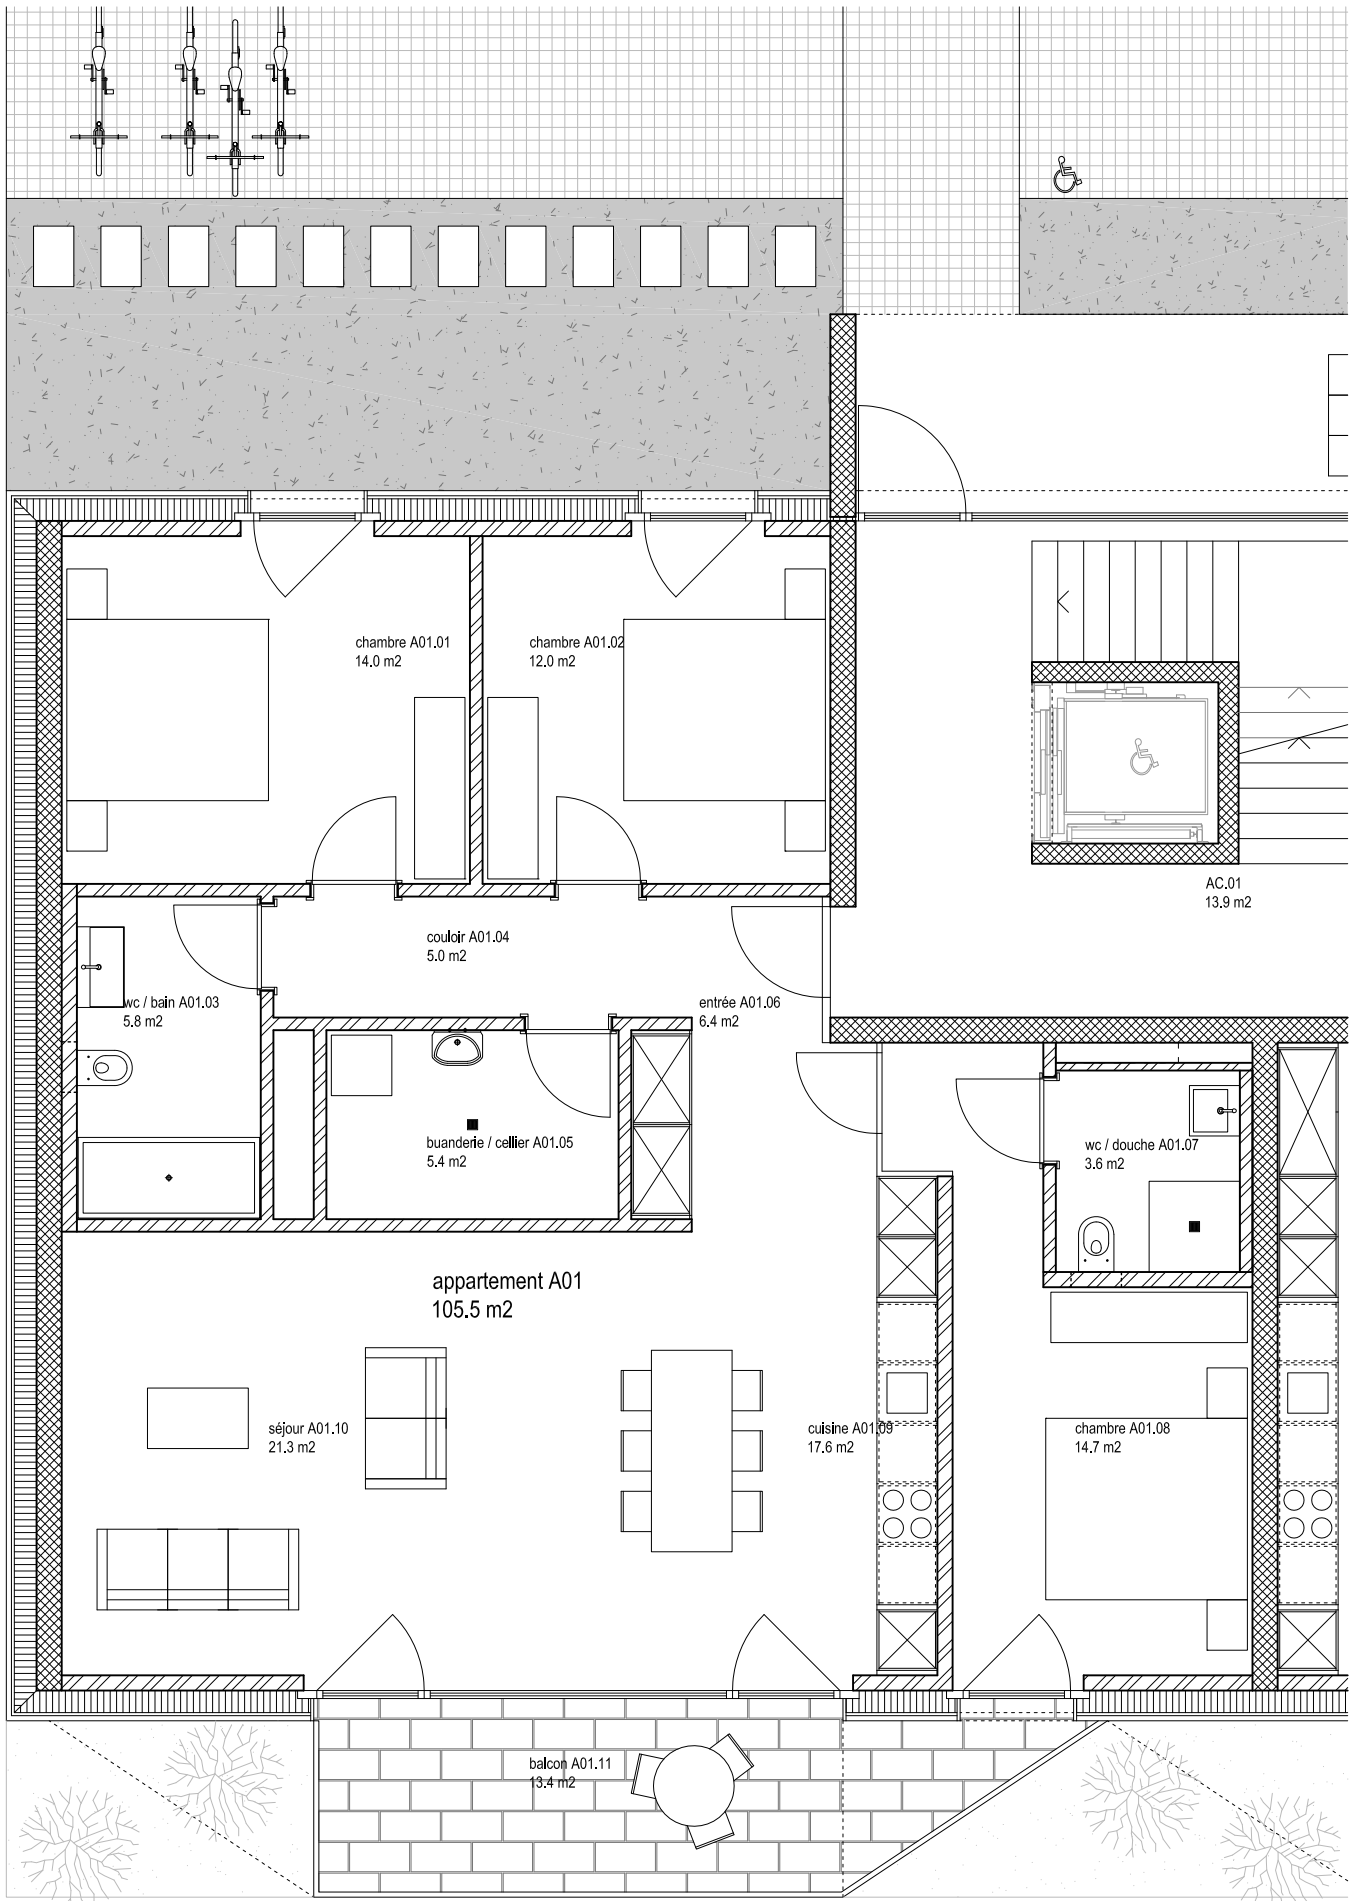 chambre A01.01
14.0 m2
chambre A01.02
12.0 m2
AC.01
13.9 m2
couloir A01.04
5.0 m2
wc / bain A01.03
5.8 m2
entrée A01.06
6.4 m2
buanderie / cellier A01.05
5.4 m2
wc / douche A01.07
3.6 m2
appartement A01
105.5 m2
séjour A01.10
21.3 m2
cuisine A01.09
17.6 m2
chambre A01.08
14.7 m2
balcon A01.11
13.4 m2